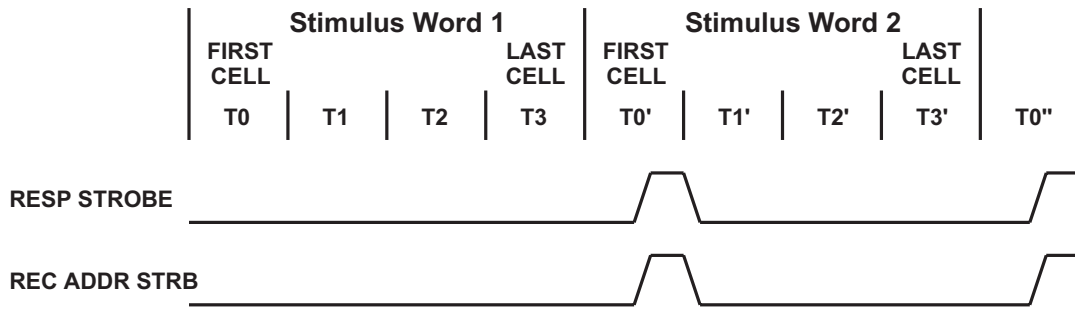 Stimulus Word 1 Stimulus Word 2
FIRST LAST FIRST LAST
CELL CELL CELL CELL
T0 T1 T2 T3 T0' T1' T2' T3' T0"
RESP STROBE
REC ADDR STRB